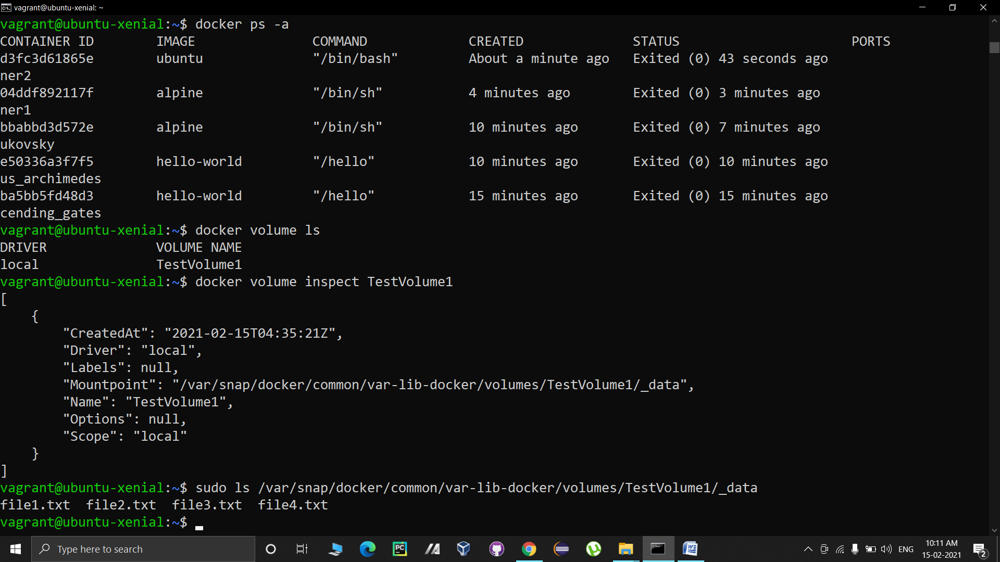 vagrant@ubuntu-xenial: ~
vagrant@ubuntu-xenial:~$ docker ps -a
CONTAINER ID        IMAGE               COMMAND             CREATED              STATUS                      PORTS
d3fc3d61865e        ubuntu              "/bin/bash"         About a minute ago   Exited (0) 43 seconds ago
ner2
04ddf892117f        alpine              "/bin/sh"           4 minutes ago        Exited (0) 3 minutes ago
ner1
bbabbd3d572e        alpine              "/bin/sh"           10 minutes ago       Exited (0) 7 minutes ago
ukovsky
e50336a3f7f5        hello-world         "/hello"            10 minutes ago       Exited (0) 10 minutes ago
us_archimedes
ba5bb5fd48d3        hello-world         "/hello"            15 minutes ago       Exited (0) 15 minutes ago
cending_gates
vagrant@ubuntu-xenial:~$ docker volume ls
DRIVER              VOLUME NAME
local               TestVolume1
vagrant@ubuntu-xenial:~$ docker volume inspect TestVolume1
[
    {
        "CreatedAt": "2021-02-15T04:35:21Z",
        "Driver": "local",
        "Labels": null,
        "Mountpoint": "/var/snap/docker/common/var-lib-docker/volumes/TestVolume1/_data",
        "Name": "TestVolume1",
        "Options": null,
        "Scope": "local"
    }
]
vagrant@ubuntu-xenial:~$ sudo ls /var/snap/docker/common/var-lib-docker/volumes/TestVolume1/_data
file1.txt  file2.txt  file3.txt  file4.txt
vagrant@ubuntu-xenial:~$
Type here to search
PC
ENG
10:11 AM
15-02-2021
2